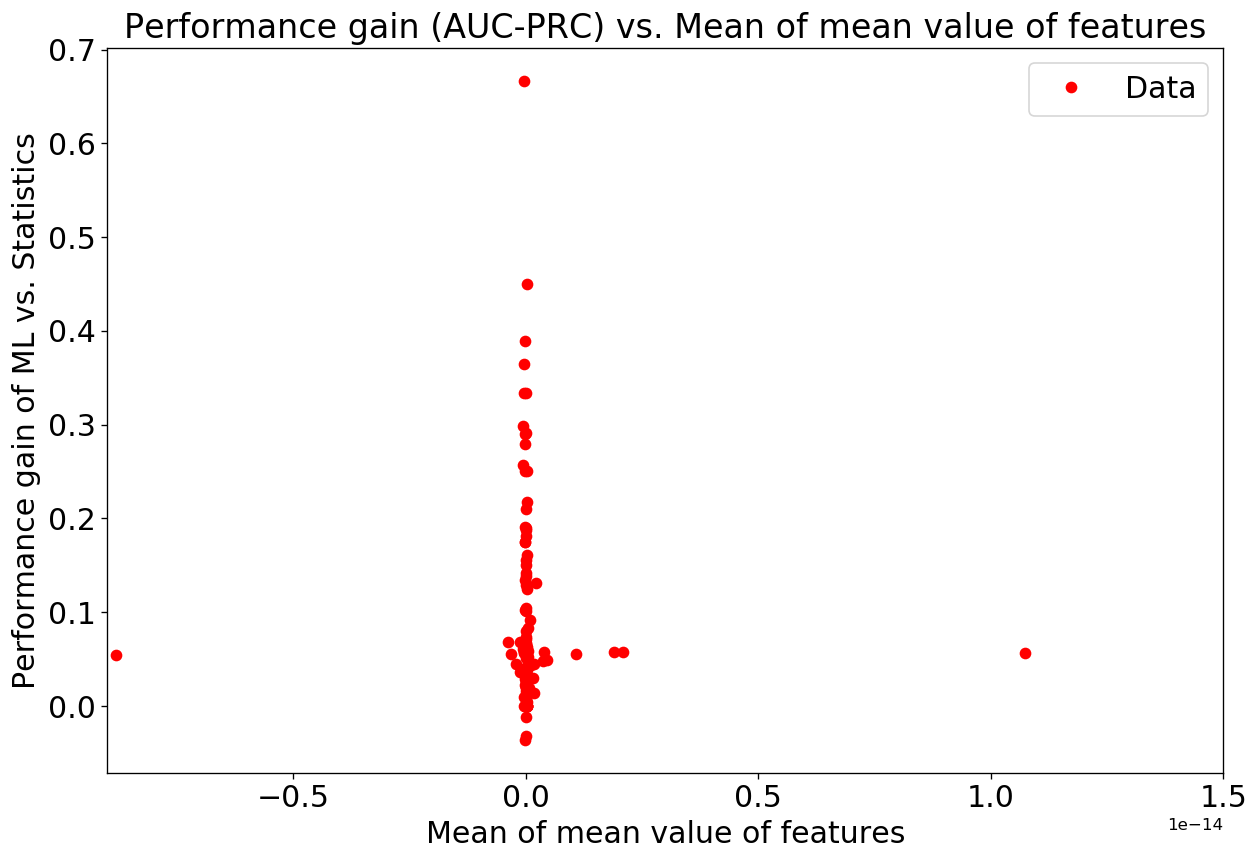 Performance gain (AUC-PRC) vs. Mean of mean value of features
Data
Performance gain of ML vs. Statistics
0.7
0.6
0.5
0.4
0.3
0.2
0.1
0.0
−0.5 0.0 0.5 1.0 1.5
1e−14
Mean of mean value of features